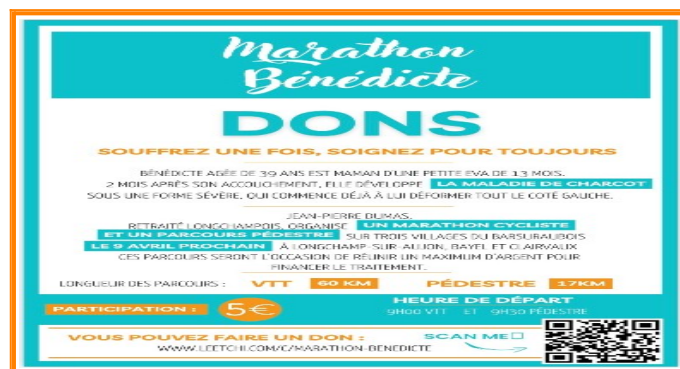 Marathon
Bénédicte
DONS
SOUFFREZ UNE FOIS, SOIGNEZ POUR TOUJOURS
BÉNÉDICTE AGÉE DE 39 ANS EST MAMAN D'UNE PETITE EVA DE 13 MOIS.
2 MOIS APRÈS SON ACCOUCHEMENT, ELLE DÉVELOPPE LA MALADIE DE CHARCOT
SOUS UNE FORME SÉVÈRE, QUI COMMENCE DÉJÀ À LUI DÉFORMER TOUT LE COTÉ GAUCHE.
JEAN-PIERRE DUMAS,
RETRAITÉ LONGCHAMPOIS, ORGANISE UN MARATHON CYCLISTE
ET UN PARCOURS PÉDESTRE SUR TROIS VILLAGES DU BARSURAUBOIS
LE 9 AVRIL PROCHAIN À LONGCHAMP-SUR-AUJON, BAYEL ET CLAIRVAUX
CES PARCOURS SERONT L'OCCASION DE RÉUNIR UN MAXIMUM D'ARGENT POUR
FINANCER LE TRAITEMENT.
LONGUEUR DES PARCOURS : VTT 60 KM PÉDESTRE 17KM
PARTICIPATION : 5€
HEURE DE DÉPART
9H00 VTT ET 9H30 PÉDESTRE
VOUS POUVEZ FAIRE UN DON :
WWW.LEETCHI.COM/C/MARATHON-BENEDICTE
SCAN ME